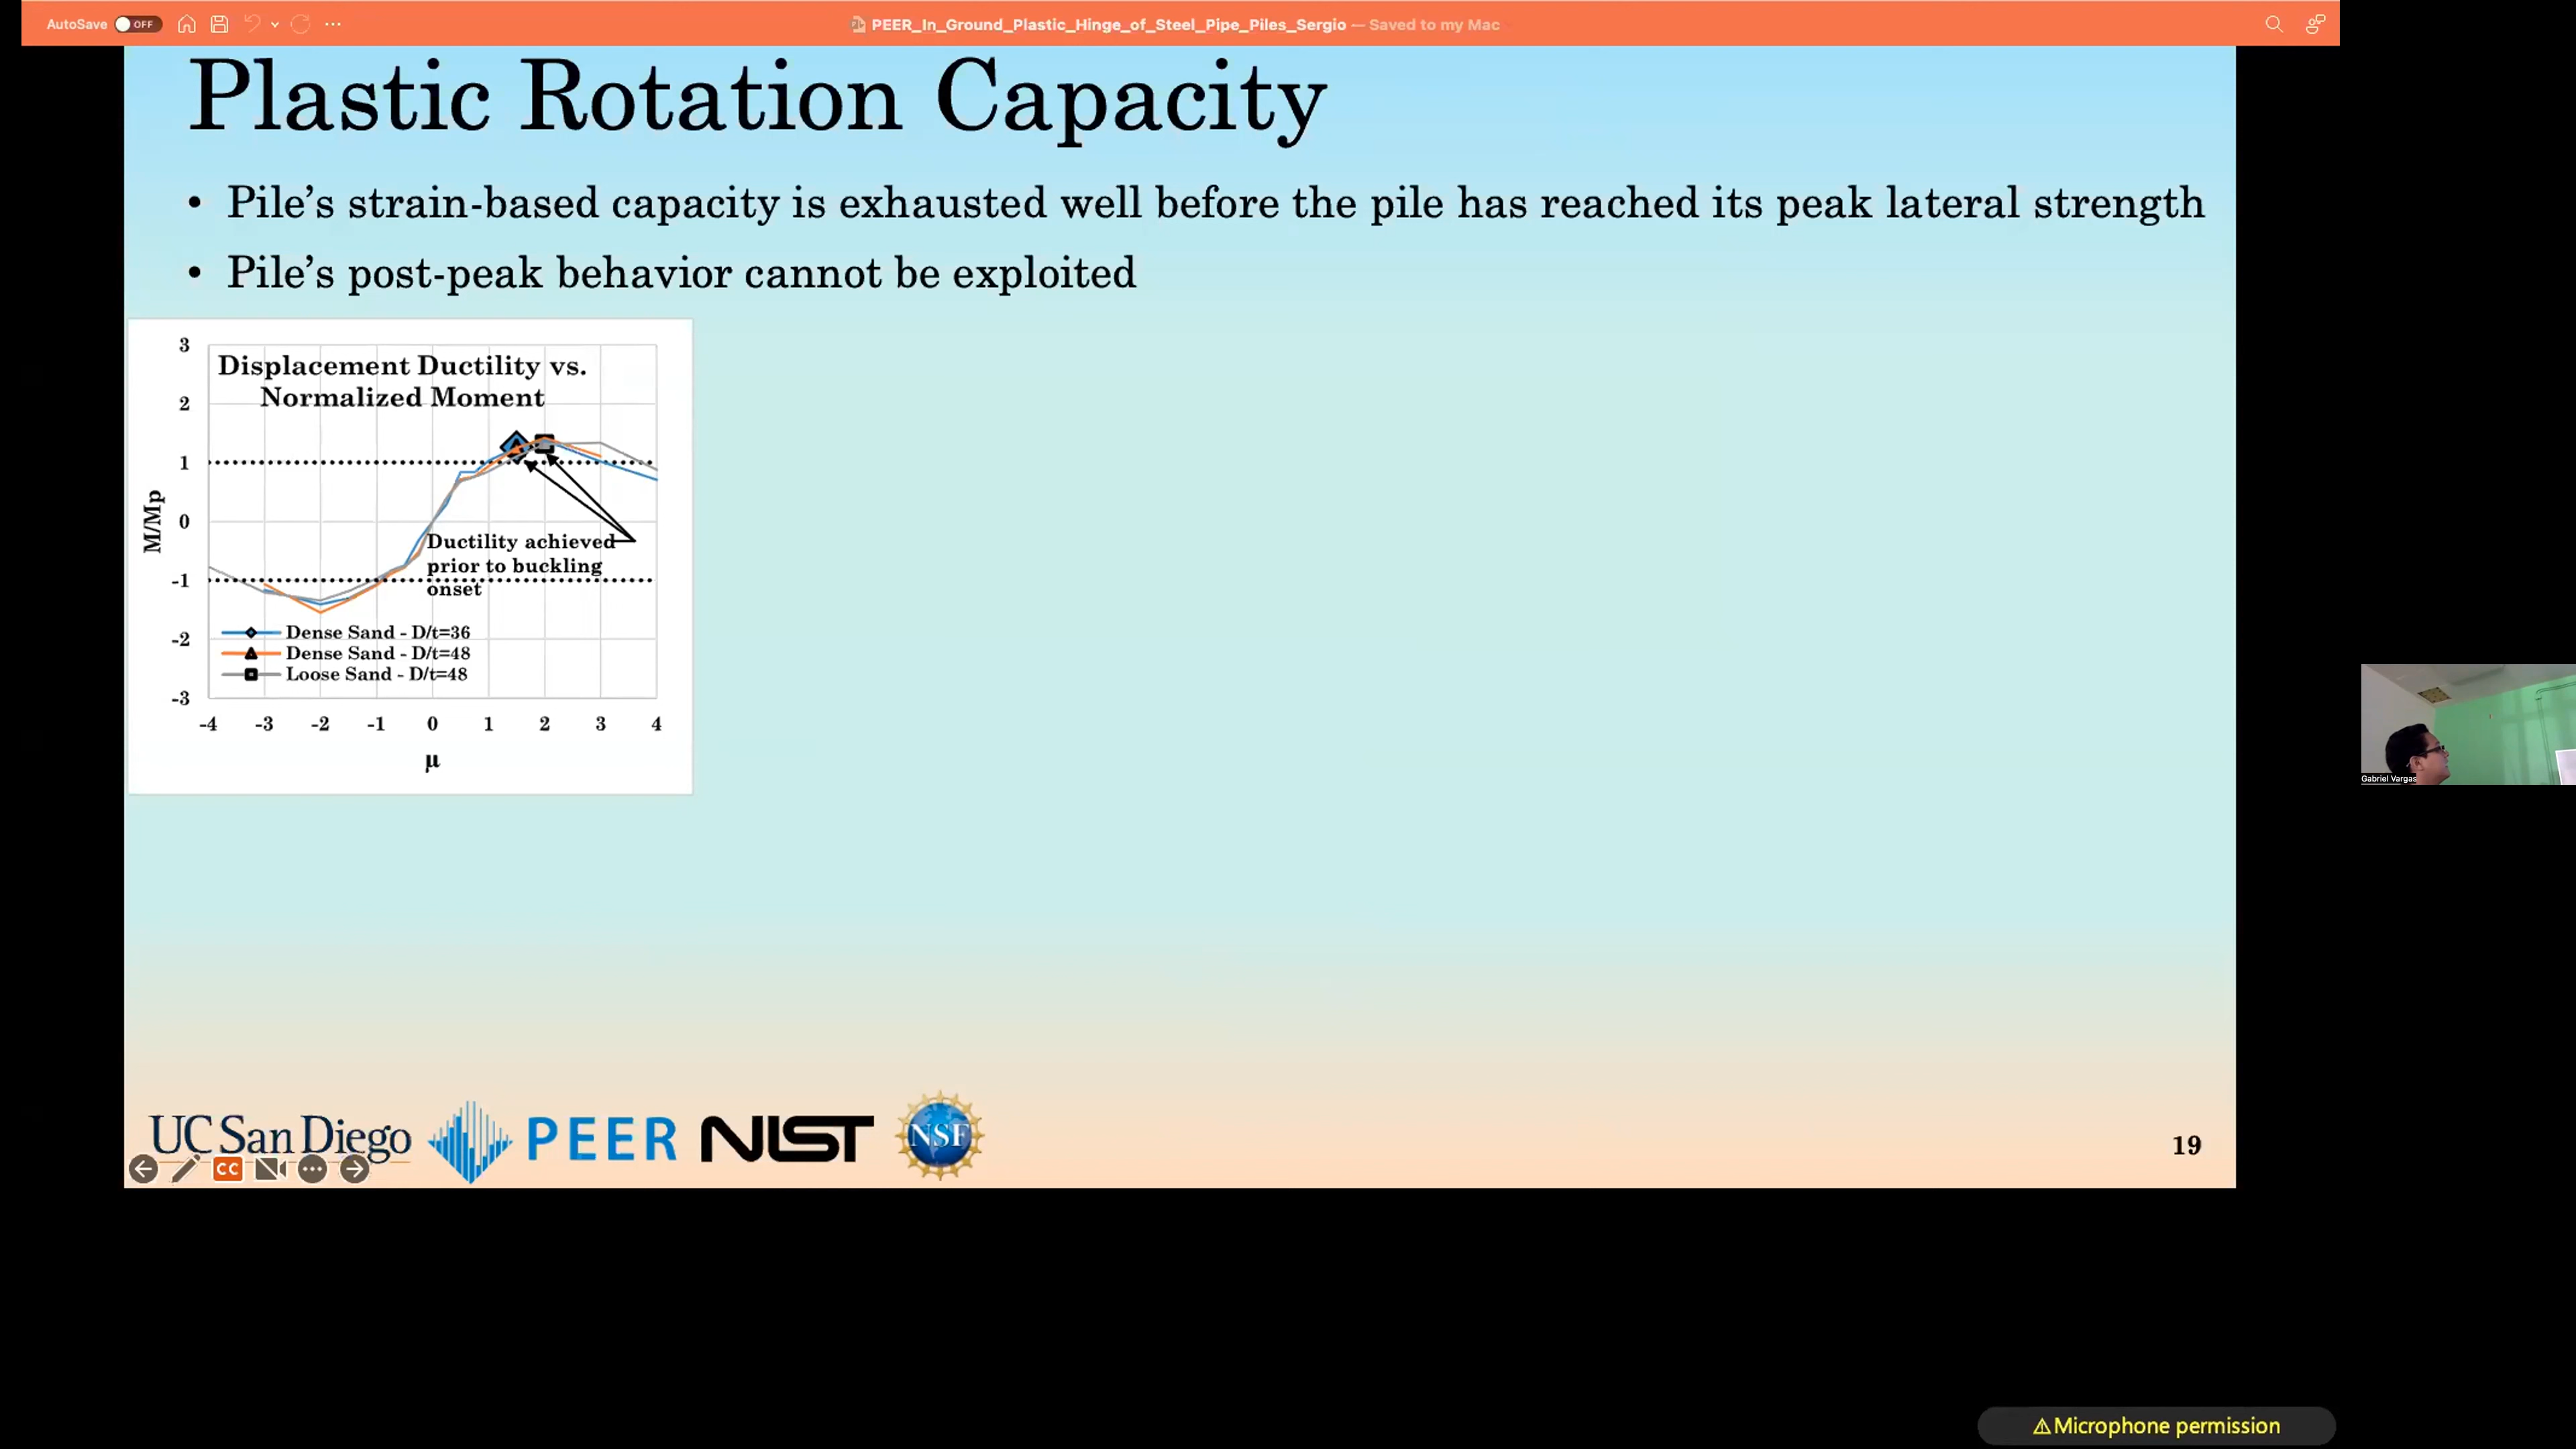 AutoSave OFF
PEER_In_Ground_Plastic_Hinge_of_Steel_Pipe_Piles_Sergio — Saved to my Mac
Plastic Rotation Capacity
• Pile’s strain-based capacity is exhausted well before the pile has reached its peak lateral strength
• Pile’s post-peak behavior cannot be exploited
Displacement Ductility vs.
Normalized Moment
3
2
1
0
-1
-2
-3
M/Mp
Ductility achieved
prior to buckling
onset
Dense Sand - D/t=36
Dense Sand - D/t=48
Loose Sand - D/t=48
-4 -3 -2 -1 0 1 2 3 4
μ
Gabriel Vargas
UC San Diego PEER NIST NSF
19
CC
⚠Microphone permission